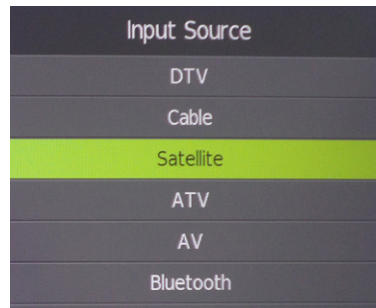 Input Source
DTV
Cable
Satellite
ATV
AV
Bluetooth